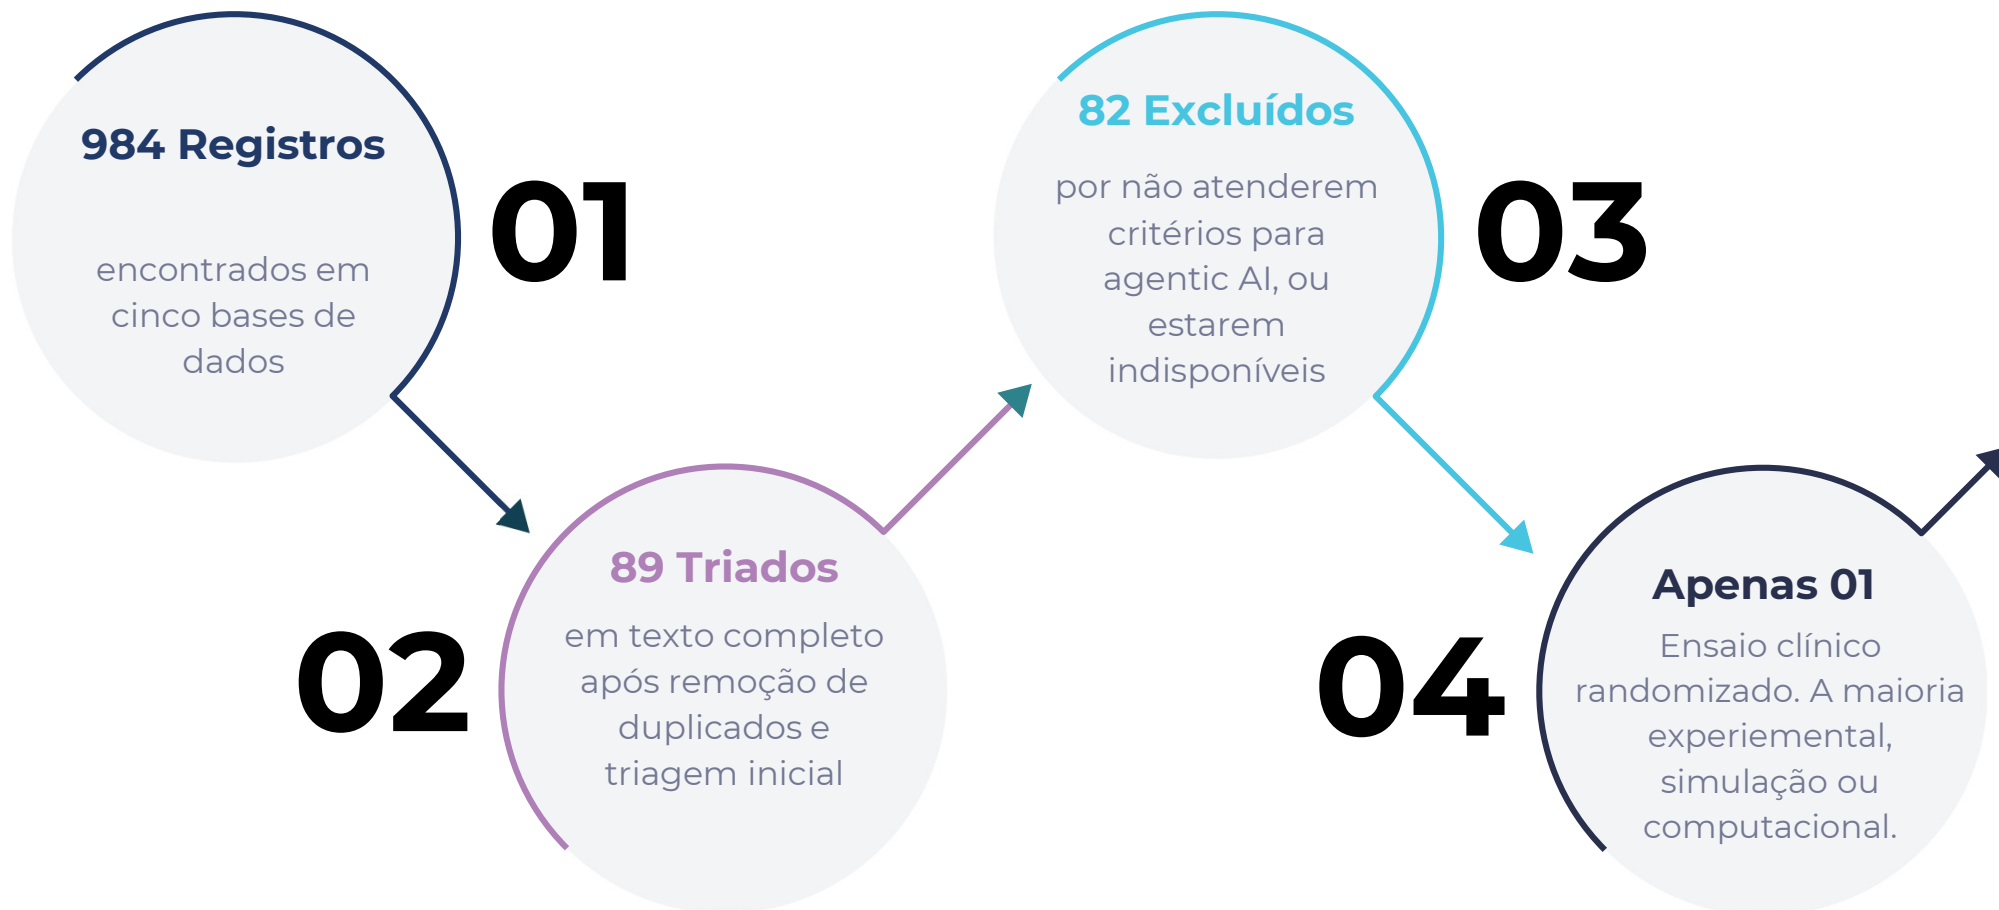 984 Registros
encontrados em
cinco bases de
dados
01
02
89 Triados
em texto completo
após remoção de
duplicados e
triagem inicial
82 Excluídos
por não atenderem
critérios para
agentic AI, ou
estarem
indisponíveis
03
04
Apenas 01
Ensaio clínico
randomizado. A maioria
experiemental,
simulação ou
computacional.